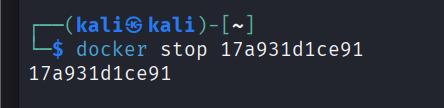 ┌──(kali㉿kali)-[~]
└─$ docker stop 17a931d1ce91
17a931d1ce91